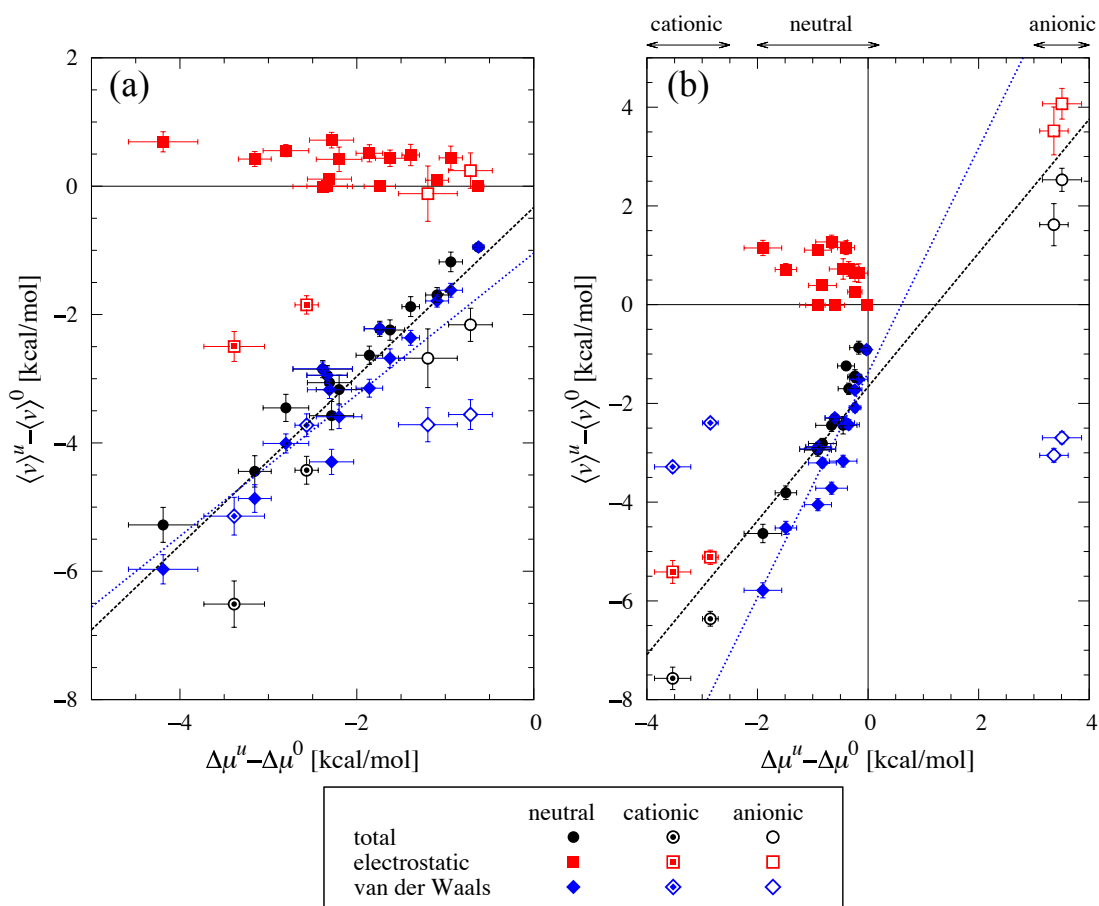 cationic neutral anionic
(a) (b)
2
0
−2
−4
−6
−8
⟨v⟩ᵘ−⟨v⟩⁰ [kcal/mol]
−4 −2 0
Δμᵘ−Δμ⁰ [kcal/mol]
4
2
0
−2
−4
−6
−8
⟨v⟩ᵘ−⟨v⟩⁰ [kcal/mol]
−4 −2 0 2 4
Δμᵘ−Δμ⁰ [kcal/mol]
neutral cationic anionic
total
electrostatic
van der Waals